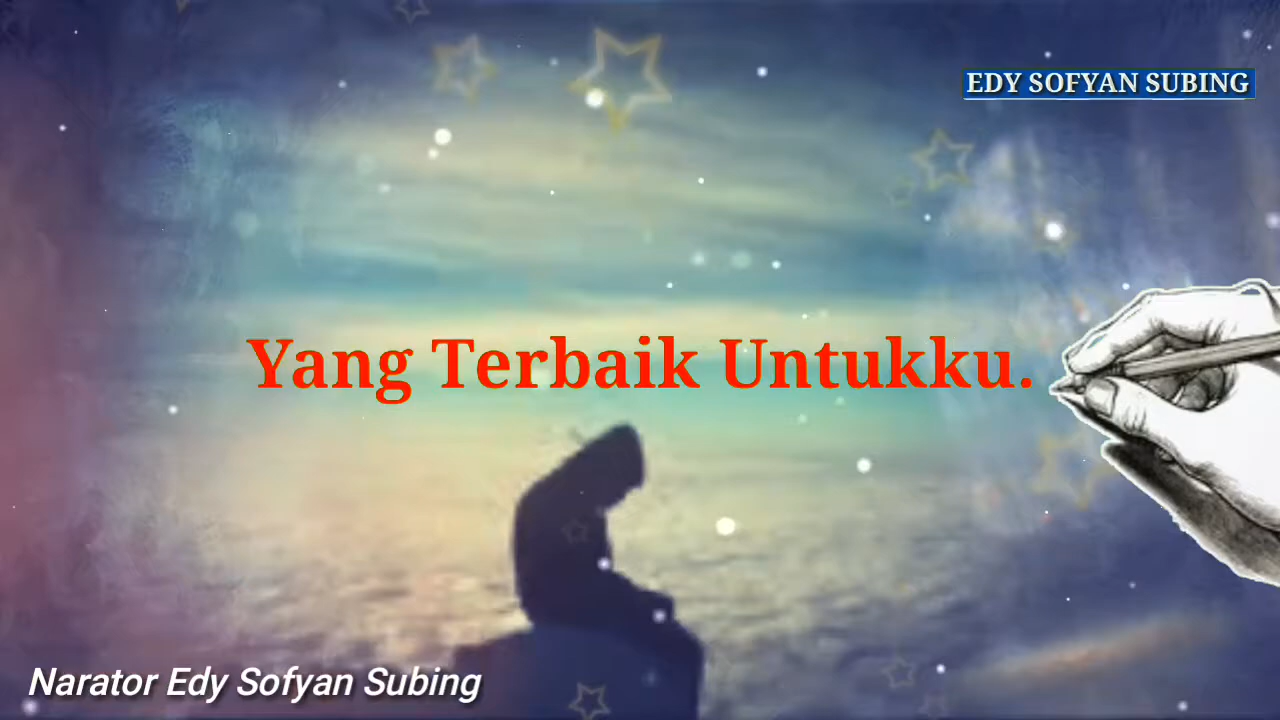 EDY SOFYAN SUBING
Yang Terbaik Untukku.
Narator Edy Sofyan Subing